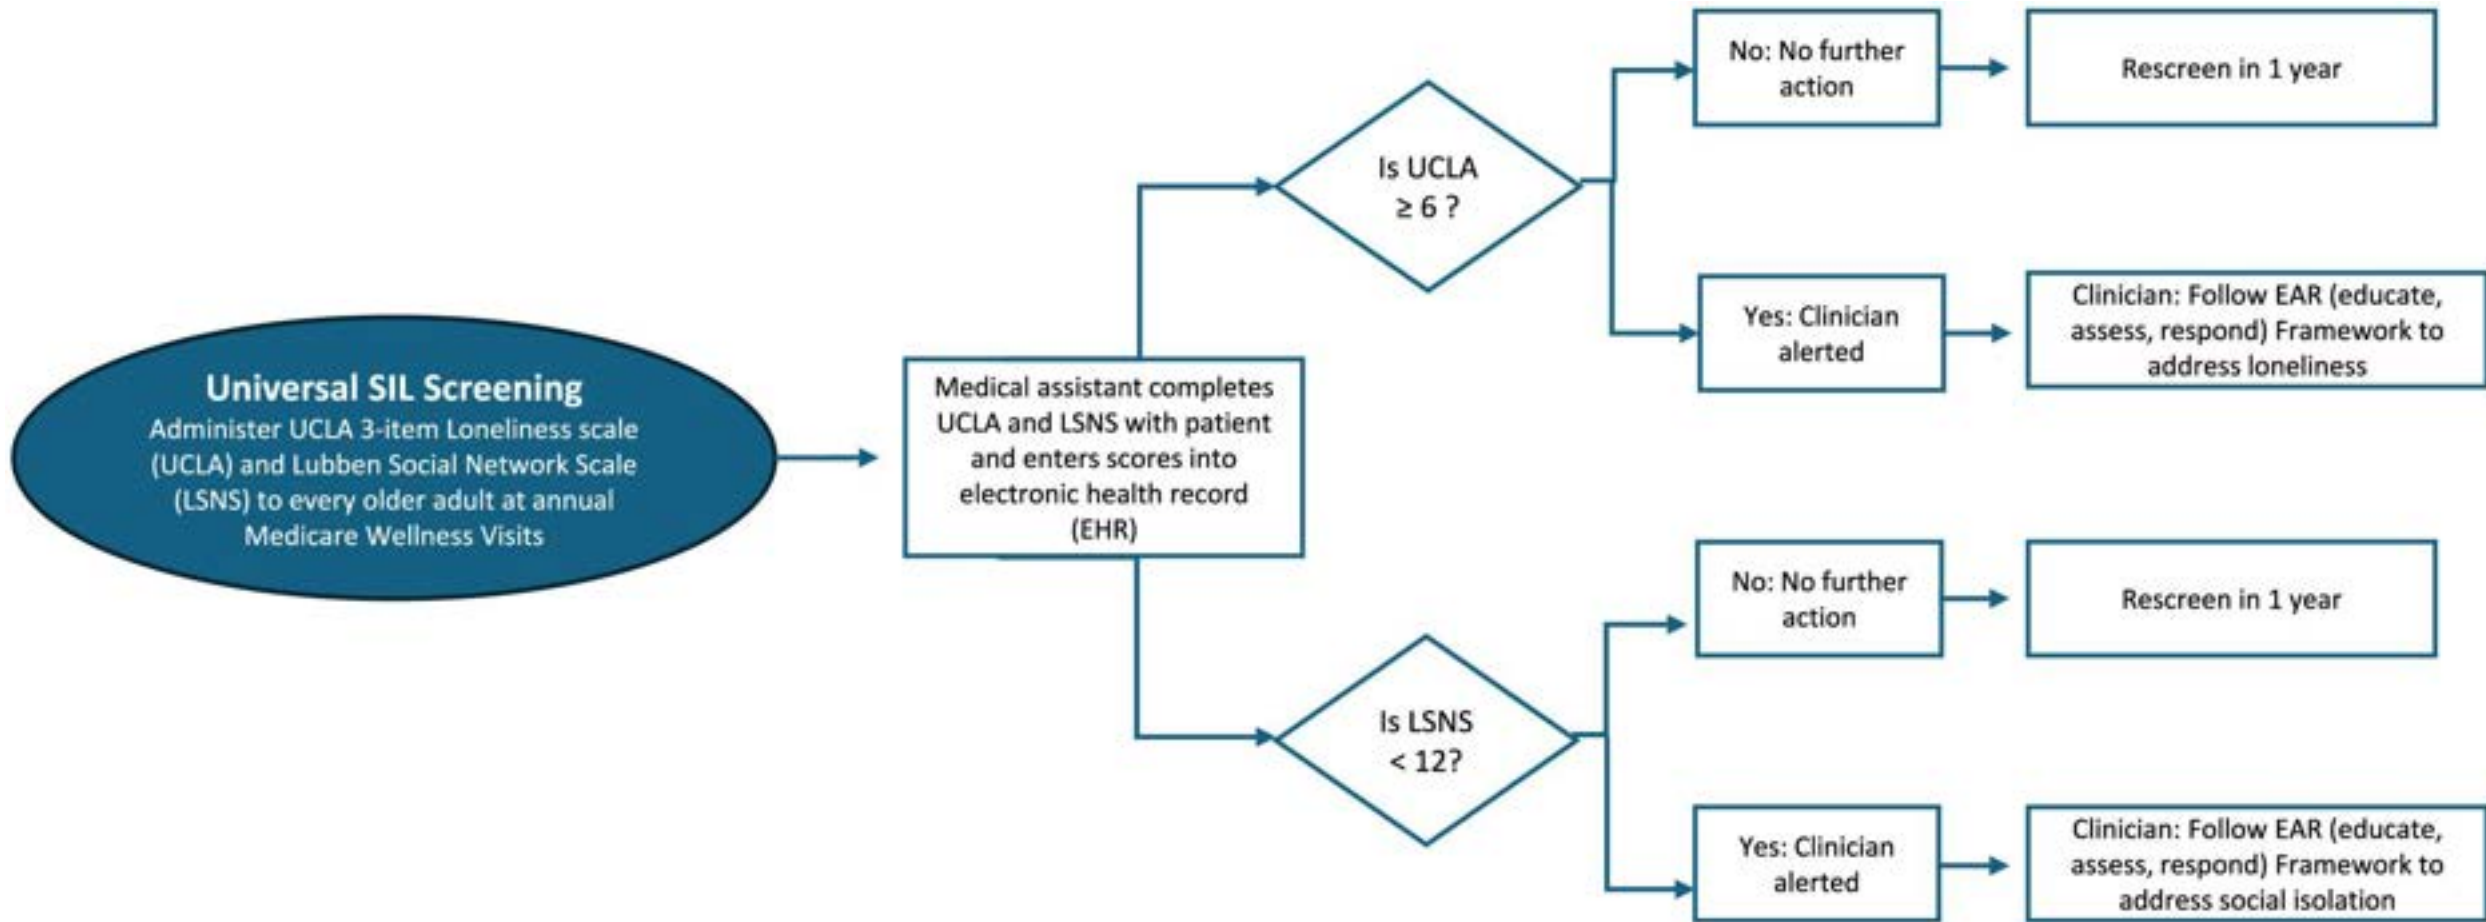 Universal SIL Screening
Administer UCLA 3-item Loneliness scale
(UCLA) and Lubben Social Network Scale
(LSNS) to every older adult at annual
Medicare Wellness Visits
Medical assistant completes
UCLA and LSNS with patient
and enters scores into
electronic health record
(EHR)
Is UCLA
≥ 6 ?
No: No further
action
Rescreen in 1 year
Yes: Clinician
alerted
Clinician: Follow EAR (educate,
assess, respond) Framework to
address loneliness
Is LSNS
< 12?
No: No further
action
Rescreen in 1 year
Yes: Clinician
alerted
Clinician: Follow EAR (educate,
assess, respond) Framework to
address social isolation